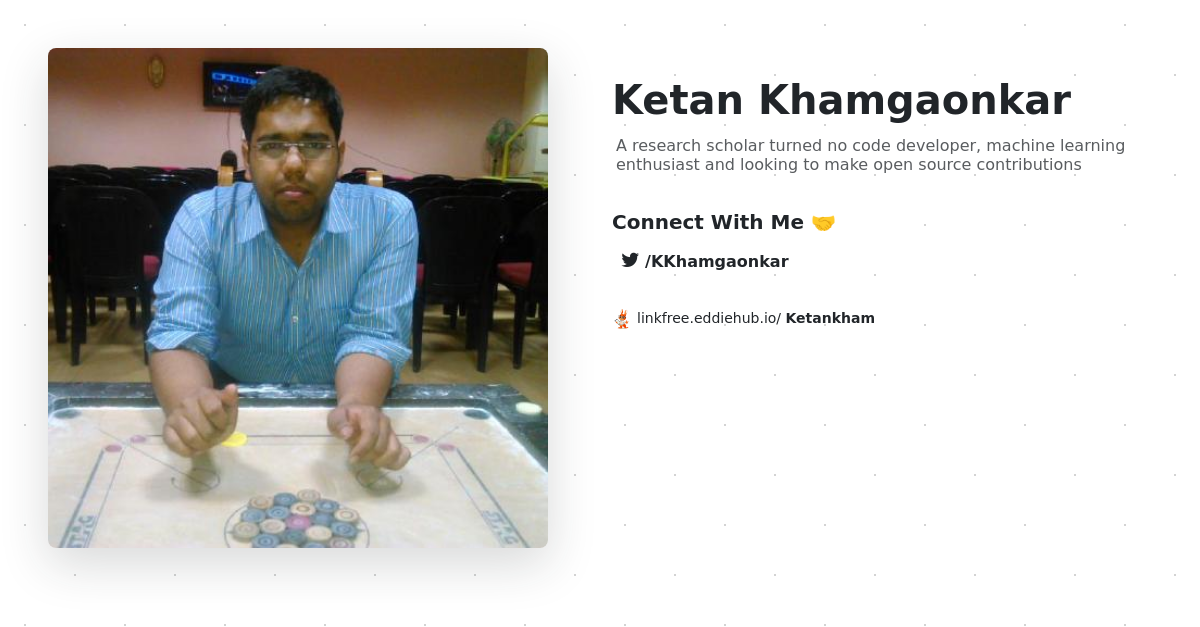 Ketan Khamgaonkar
A research scholar turned no code developer, machine learning
enthusiast and looking to make open source contributions
Connect With Me 🤝
/KKhamgaonkar
linkfree.eddiehub.io/ Ketankham